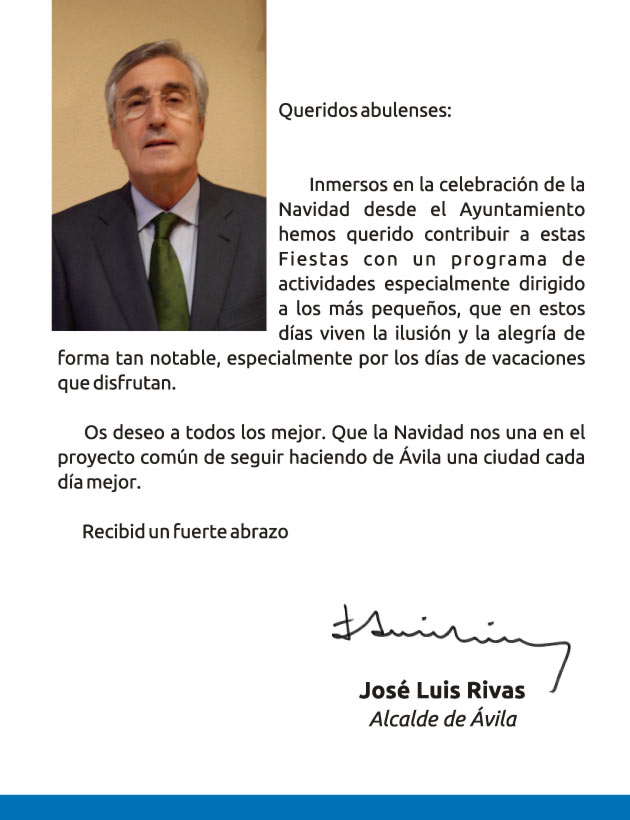 Queridos abulenses:
Inmersos en la celebración de la
Navidad desde el Ayuntamiento
hemos querido contribuir a estas
Fiestas con un programa de
actividades especialmente dirigido
a los más pequeños, que en estos
días viven la ilusión y la alegría de
forma tan notable, especialmente por los días de vacaciones
que disfrutan.
Os deseo a todos los mejor. Que la Navidad nos una en el
proyecto común de seguir haciendo de Ávila una ciudad cada
día mejor.
Recibid un fuerte abrazo
José Luis Rivas
Alcalde de Ávila